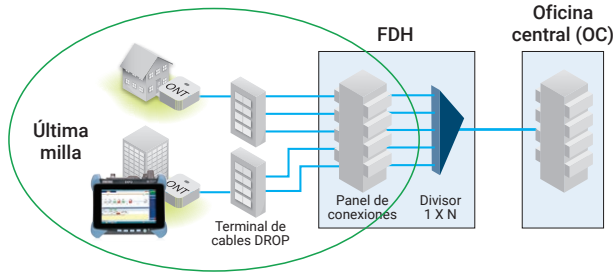 FDH
Oficina
central (OC)
ONT
Última
milla
ONT
Terminal de
cables DROP
Panel de
conexiones
Divisor
1 X N